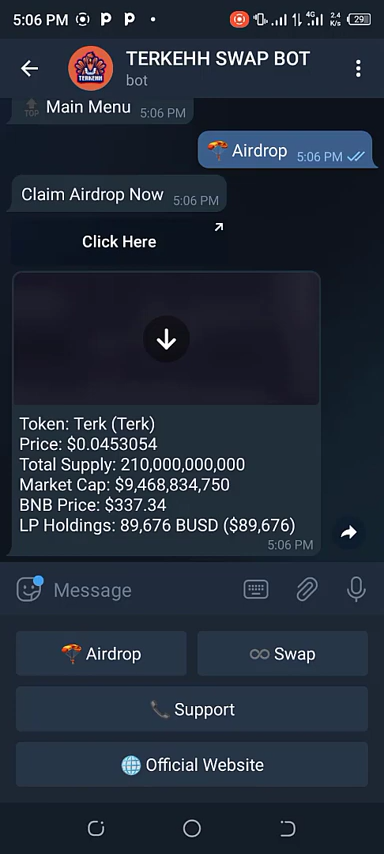 5:06 PM
4G
2.4 K/s
29
TERKEHH SWAP BOT
bot
TOP Main Menu 5:06 PM
🪂 Airdrop 5:06 PM
Claim Airdrop Now 5:06 PM
Click Here
Token: Terk (Terk)
Price: $0.0453054
Total Supply: 210,000,000,000
Market Cap: $9,468,834,750
BNB Price: $337.34
LP Holdings: 89,676 BUSD ($89,676)
5:06 PM
Message
🪂 Airdrop
∞ Swap
📞 Support
🌐 Official Website